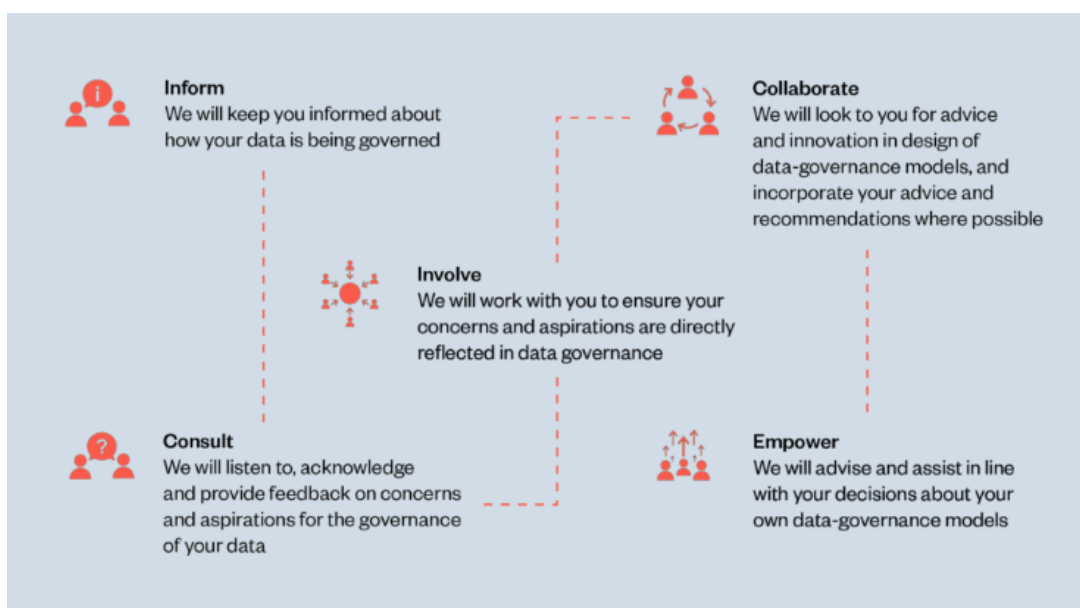 Inform
We will keep you informed about
how your data is being governed
Consult
We will listen to, acknowledge
and provide feedback on concerns
and aspirations for the governance
of your data
Involve
We will work with you to ensure your
concerns and aspirations are directly
reflected in data governance
Collaborate
We will look to you for advice
and innovation in design of
data-governance models, and
incorporate your advice and
recommendations where possible
Empower
We will advise and assist in line
with your decisions about your
own data-governance models